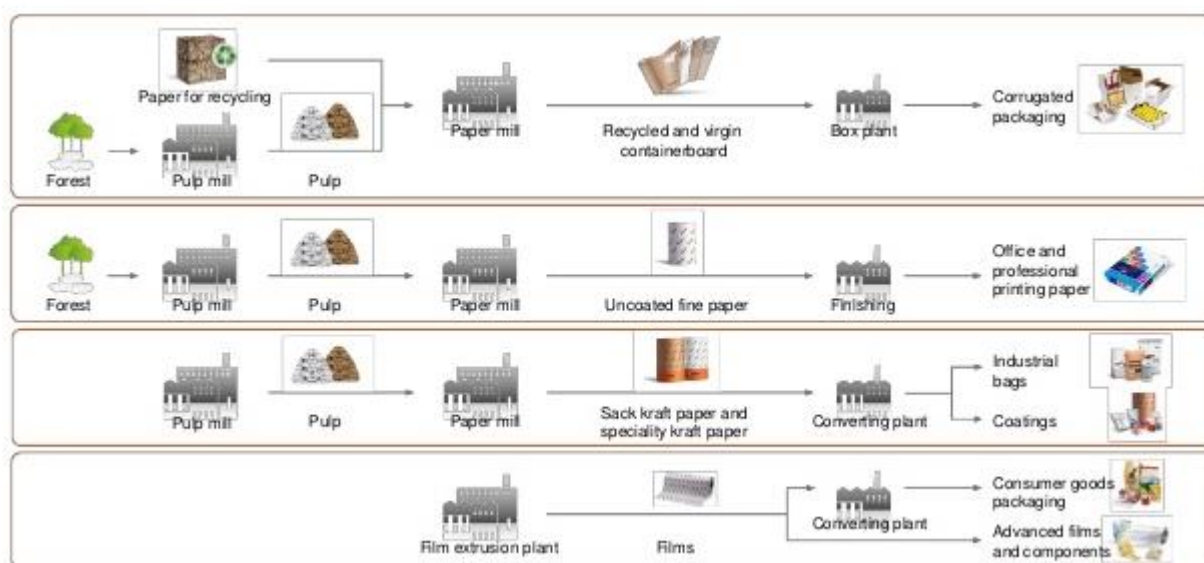 Paper for recycling
Forest
Pulp mill
Pulp
Paper mill
Recycled and virgin
containerboard
Box plant
Corrugated
packaging
Forest
Pulp mill
Pulp
Paper mill
Uncoated fine paper
Finishing
Office and
professional
printing paper
Pulp mill
Pulp
Paper mill
Sack kraft paper and
speciality kraft paper
Converting plant
Industrial
bags
Coatings
Film extrusion plant
Films
Converting plant
Consumer goods
packaging
Advanced films
and components